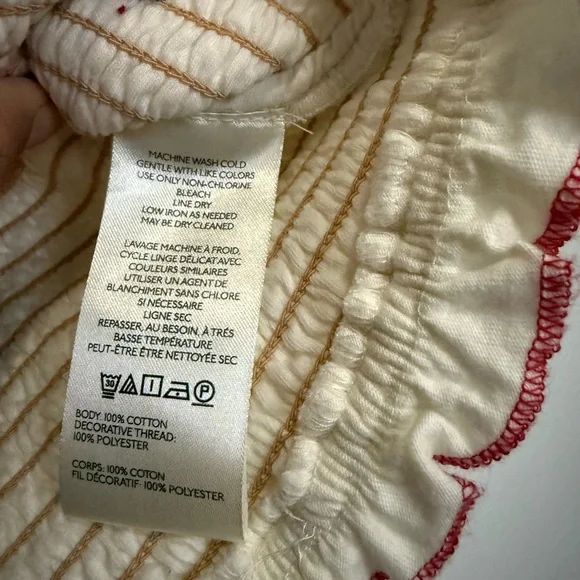 MACHINE WASH COLD
GENTLE WITH LIKE COLORS
USE ONLY NON-CHLORINE
BLEACH
LINE DRY
LOW IRON AS NEEDED
MAY BE DRY CLEANED
LAVAGE MACHINE À FROID,
CYCLE LINGE DÉLICAT AVEC
COULEURS SIMILAIRES
UTILISER UN AGENT DE
BLANCHIMENT SANS CHLORE
SI NÉCESSAIRE
LIGNE SEC
REPASSER, AU BESOIN, À TRÉS
BASSE TEMPÉRATURE
PEUT-ÊTRE ÊTRE NETTOYÉE SEC
30 P
BODY: 100% COTTON
DECORATIVE THREAD:
100% POLYESTER
CORPS: 100% COTON
FIL DÉCORATIF: 100% POLYESTER